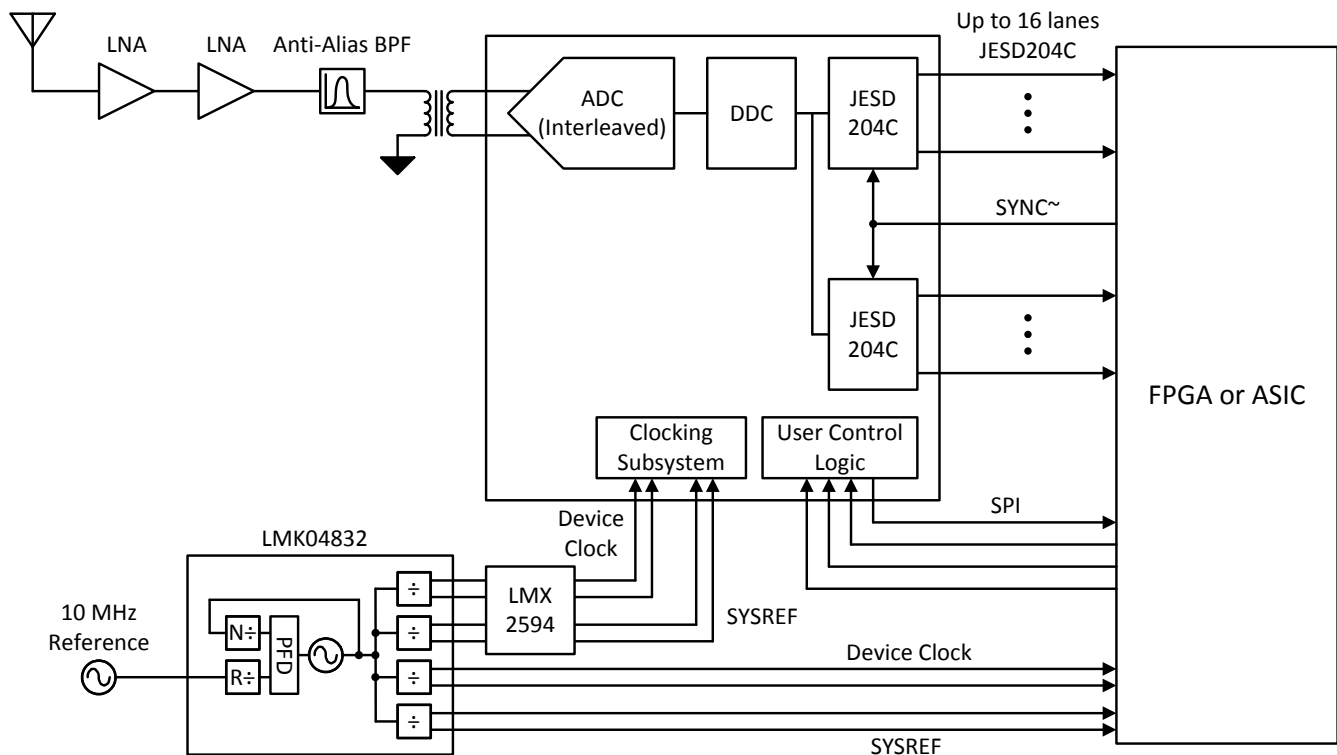 LNA
LNA
Anti-Alias BPF
ADC
(Interleaved)
DDC
JESD
204C
Up to 16 lanes
JESD204C
SYNC~
JESD
204C
FPGA or ASIC
Clocking
Subsystem
User Control
Logic
SPI
Device
Clock
LMK04832
10 MHz
Reference
N÷
R÷
PFD
÷
÷
÷
÷
LMX
2594
SYSREF
Device Clock
SYSREF